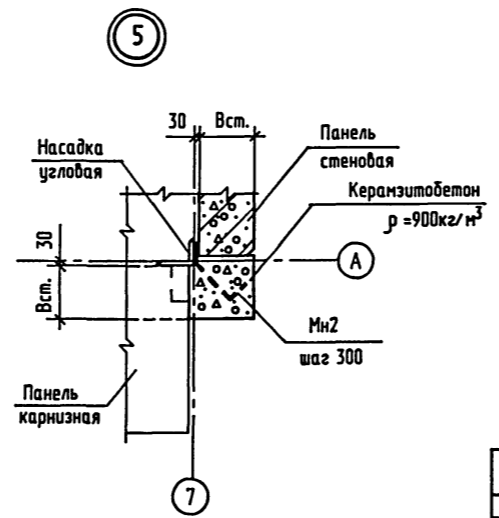 5
30 Вст.
Насадка
угловая
Панель
стеновая
Керамзитобетон
ρ =900кг/м³
30
Вст.
А
Мн2
шаг 300
Панель
карнизная
7